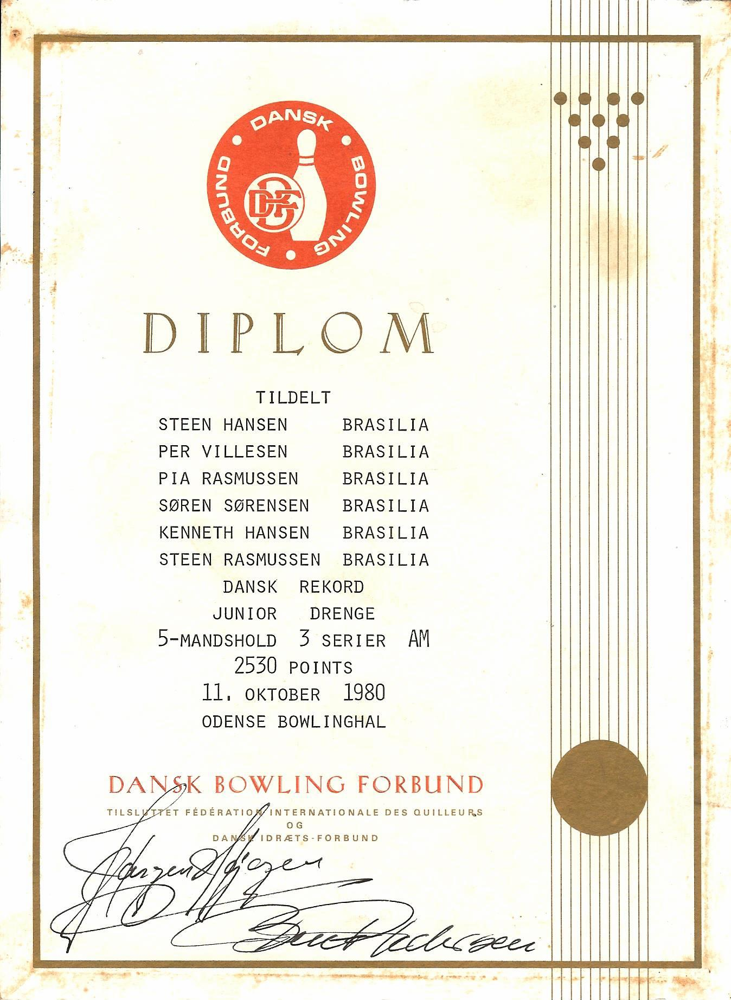 DANSK BOWLING FORBUND
DBF
DIPLOM
TILDELT
STEEN HANSEN BRASILIA
PER VILLESEN BRASILIA
PIA RASMUSSEN BRASILIA
SØREN SØRENSEN BRASILIA
KENNETH HANSEN BRASILIA
STEEN RASMUSSEN BRASILIA
DANSK REKORD
JUNIOR DRENGE
5-MANDSHOLD 3 SERIER AM
2530 POINTS
11. OKTOBER 1980
ODENSE BOWLINGHAL
DANSK BOWLING FORBUND
TILSLUTTET FÉDÉRATION INTERNATIONALE DES QUILLEURS
OG
DANSK IDRÆTS-FORBUND